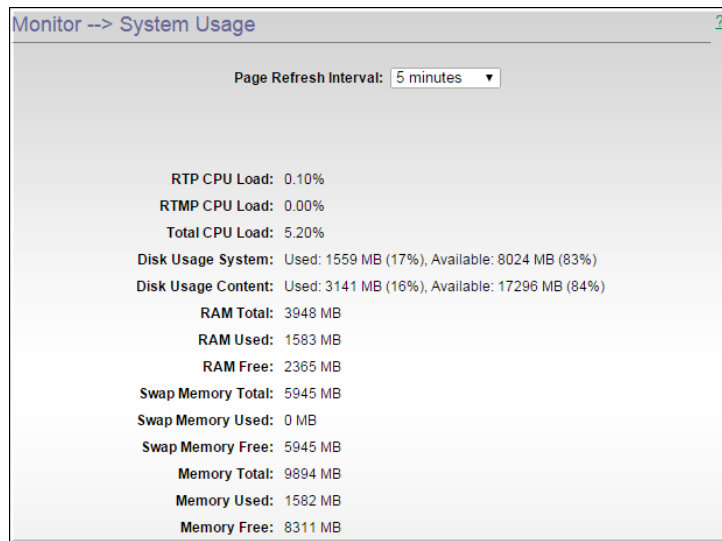 Monitor --> System Usage
?
Page Refresh Interval: 5 minutes
RTP CPU Load: 0.10%
RTMP CPU Load: 0.00%
Total CPU Load: 5.20%
Disk Usage System: Used: 1559 MB (17%), Available: 8024 MB (83%)
Disk Usage Content: Used: 3141 MB (16%), Available: 17296 MB (84%)
RAM Total: 3948 MB
RAM Used: 1583 MB
RAM Free: 2365 MB
Swap Memory Total: 5945 MB
Swap Memory Used: 0 MB
Swap Memory Free: 5945 MB
Memory Total: 9894 MB
Memory Used: 1582 MB
Memory Free: 8311 MB